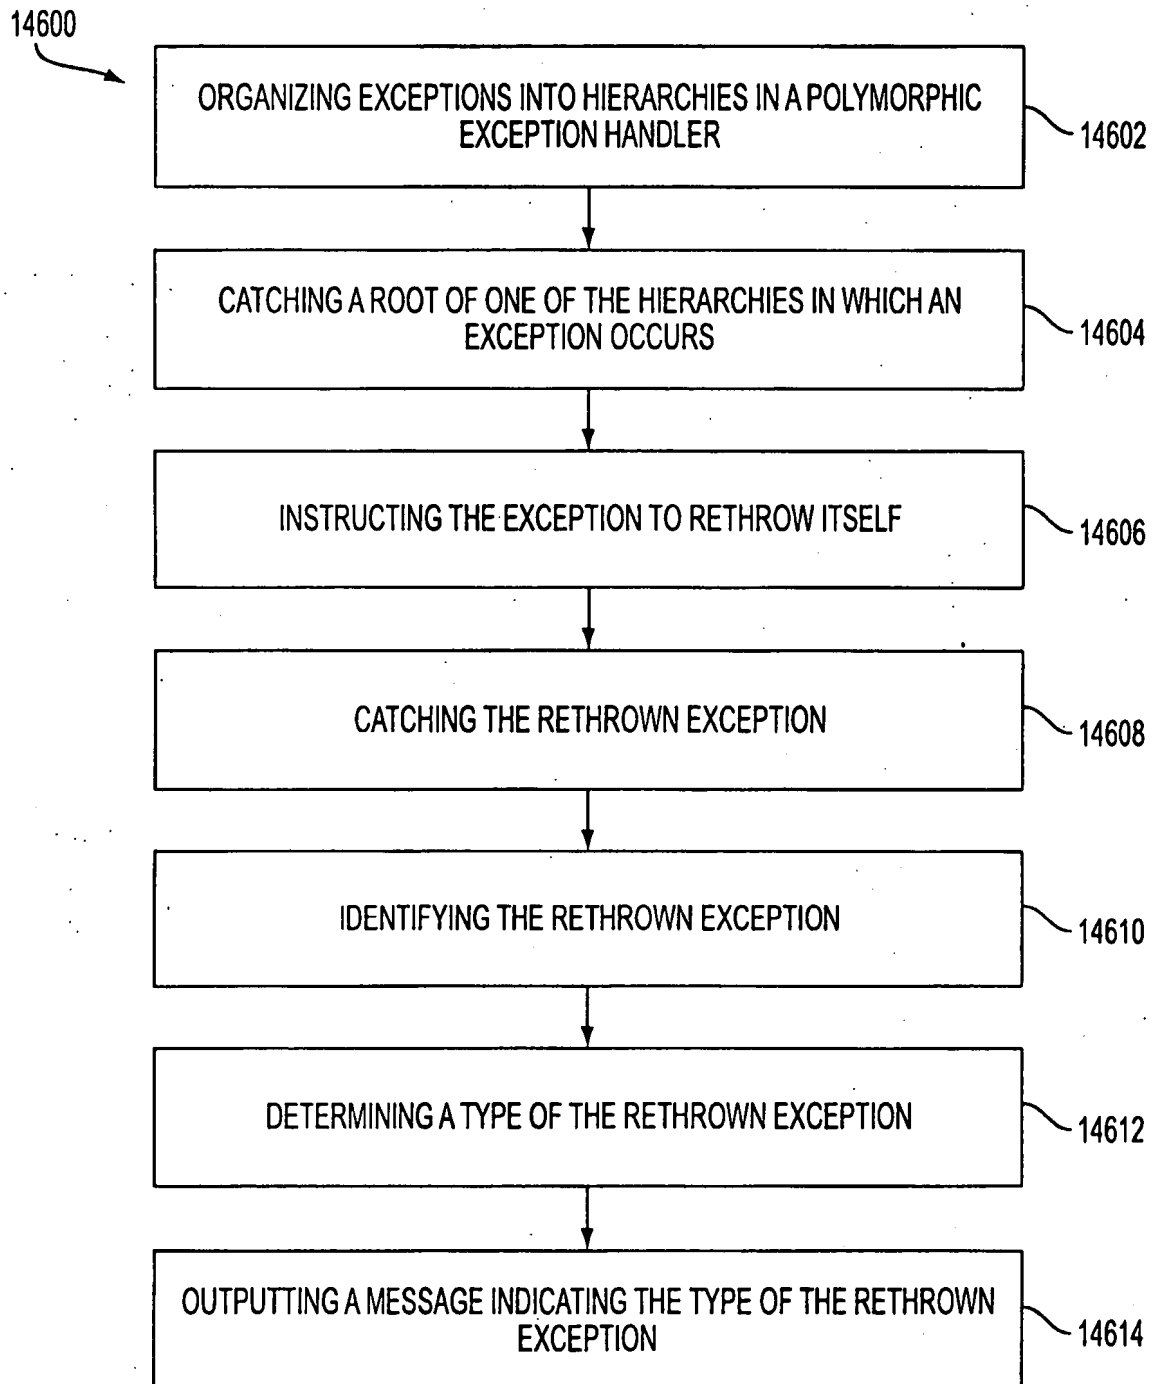 14600
ORGANIZING EXCEPTIONS INTO HIERARCHIES IN A POLYMORPHIC
EXCEPTION HANDLER
14602
CATCHING A ROOT OF ONE OF THE HIERARCHIES IN WHICH AN
EXCEPTION OCCURS
14604
INSTRUCTING THE EXCEPTION TO RETHROW ITSELF
14606
CATCHING THE RETHROWN EXCEPTION
14608
IDENTIFYING THE RETHROWN EXCEPTION
14610
DETERMINING A TYPE OF THE RETHROWN EXCEPTION
14612
OUTPUTTING A MESSAGE INDICATING THE TYPE OF THE RETHROWN
EXCEPTION
14614